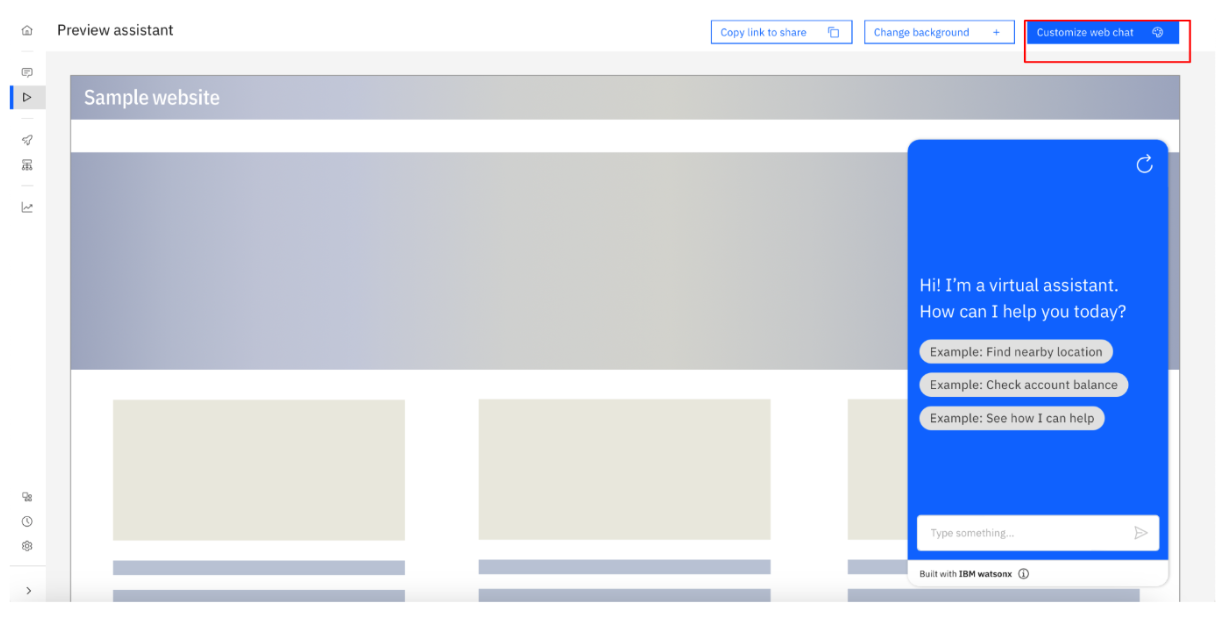 Preview assistant
Copy link to share
Change background +
Customize web chat
Sample website
Hi! I'm a virtual assistant.
How can I help you today?
Example: Find nearby location
Example: Check account balance
Example: See how I can help
Type something...
Built with IBM watsonx